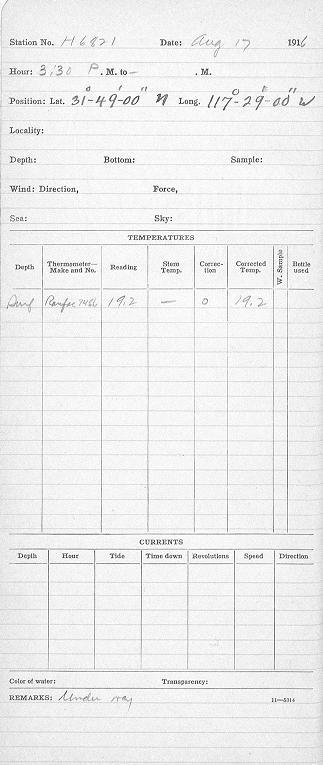 Station No. H6821 Date: Aug 17 1916
Hour: 3:30 P. M. to — . M.
Position: Lat. 31°-49'-00" N Long. 117°-29'-00" W
Locality:
Depth: Bottom: Sample:
Wind: Direction, Force,
Sea: Sky:
TEMPERATURES
Depth Thermometer—Make and No. Reading Stem Temp. Correction Corrected Temp. W. Sample Bottle used
Surf 19.2 — 0 19.2
CURRENTS
Depth Hour Tide Time down Revolutions Speed Direction
Color of water: Transparency:
REMARKS: Under way 11—5314